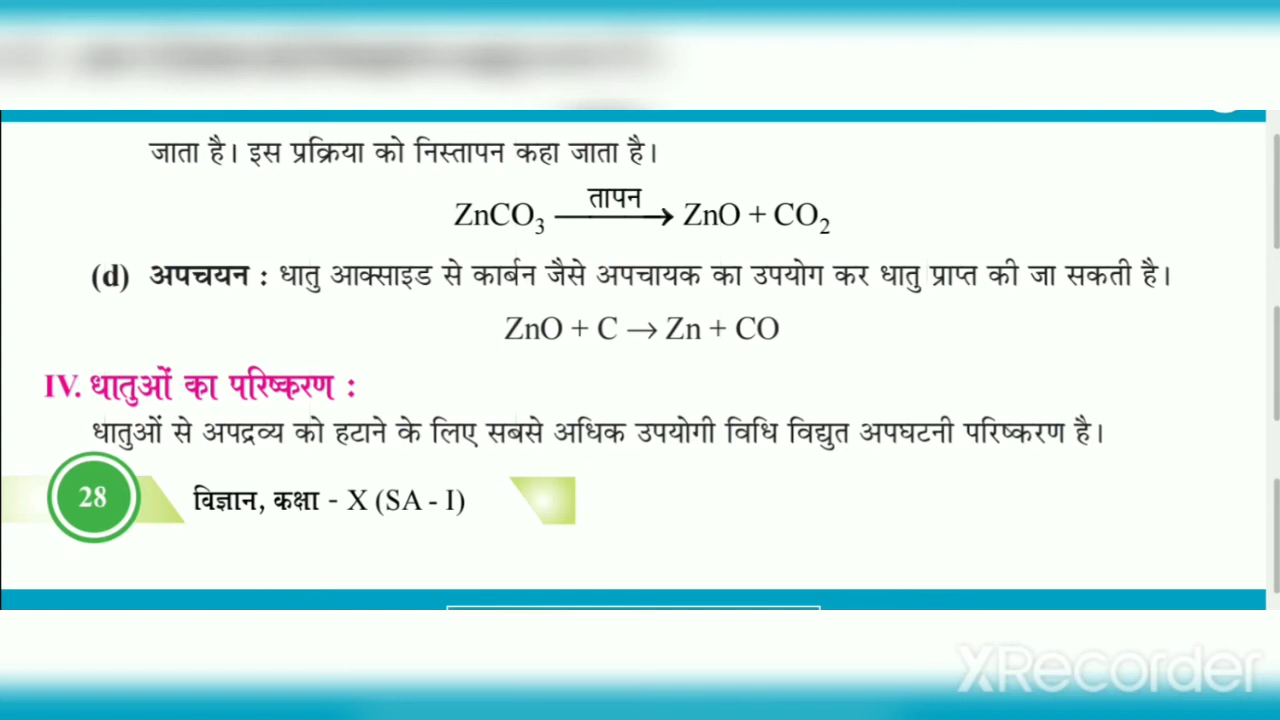 जाता है। इस प्रक्रिया को निस्तापन कहा जाता है।
तापन
ZnCO₃ ⟶ ZnO + CO₂
(d) अपचयन : धातु आक्साइड से कार्बन जैसे अपचायक का उपयोग कर धातु प्राप्त की जा सकती है।
ZnO + C → Zn + CO
IV. धातुओं का परिष्करण :
धातुओं से अपद्रव्य को हटाने के लिए सबसे अधिक उपयोगी विधि विद्युत अपघटनी परिष्करण है।
28 विज्ञान, कक्षा - X (SA - I)
XRecorder